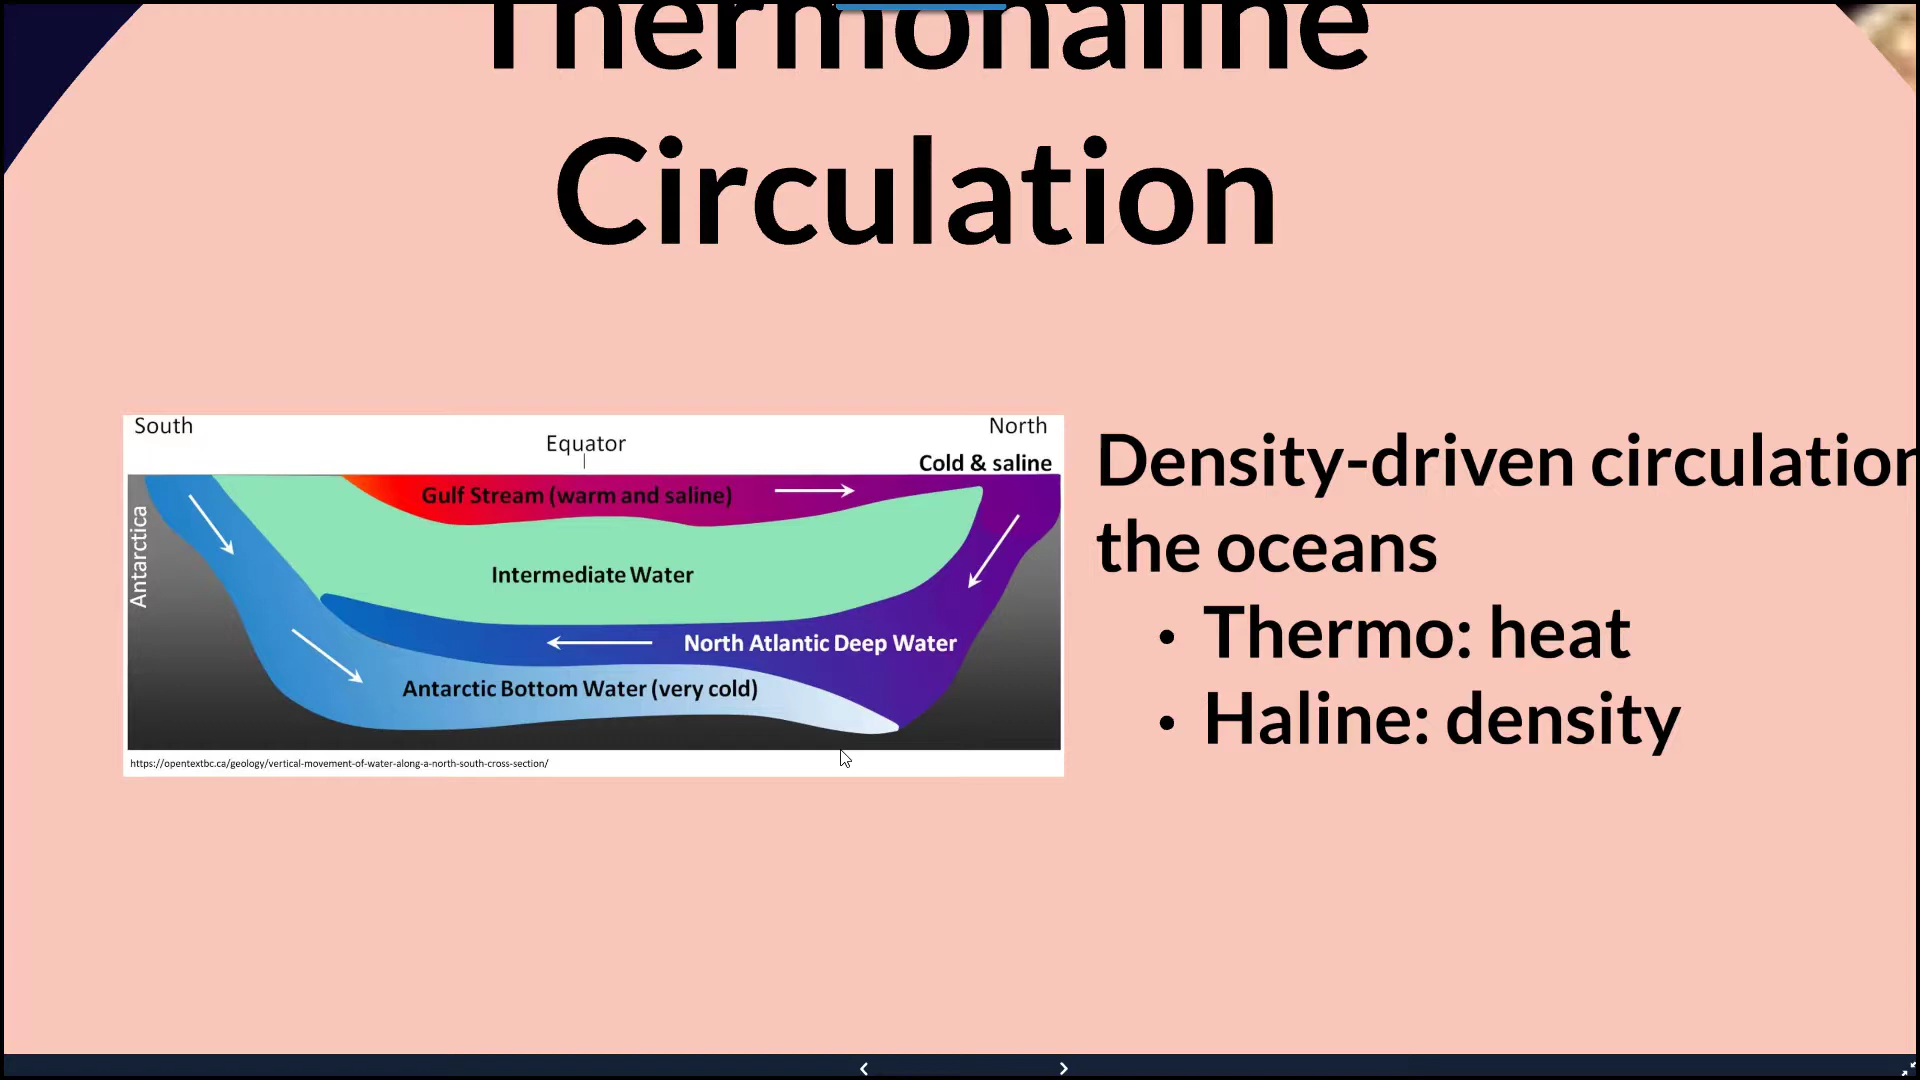 Thermohaline
Circulation
South
North
Equator
Cold & saline
Antarctica
Gulf Stream (warm and saline)
Intermediate Water
North Atlantic Deep Water
Antarctic Bottom Water (very cold)
https://opentextbc.ca/geology/vertical-movement-of-water-along-a-north-south-cross-section/
Density-driven circulation
the oceans
• Thermo: heat
• Haline: density